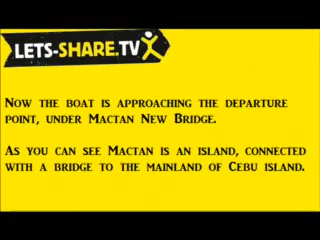 LETS-SHARE.TV
Now the boat is approaching the departure
point, under Mactan New Bridge.
As you can see Mactan is an island, connected
with a bridge to the mainland of Cebu island.